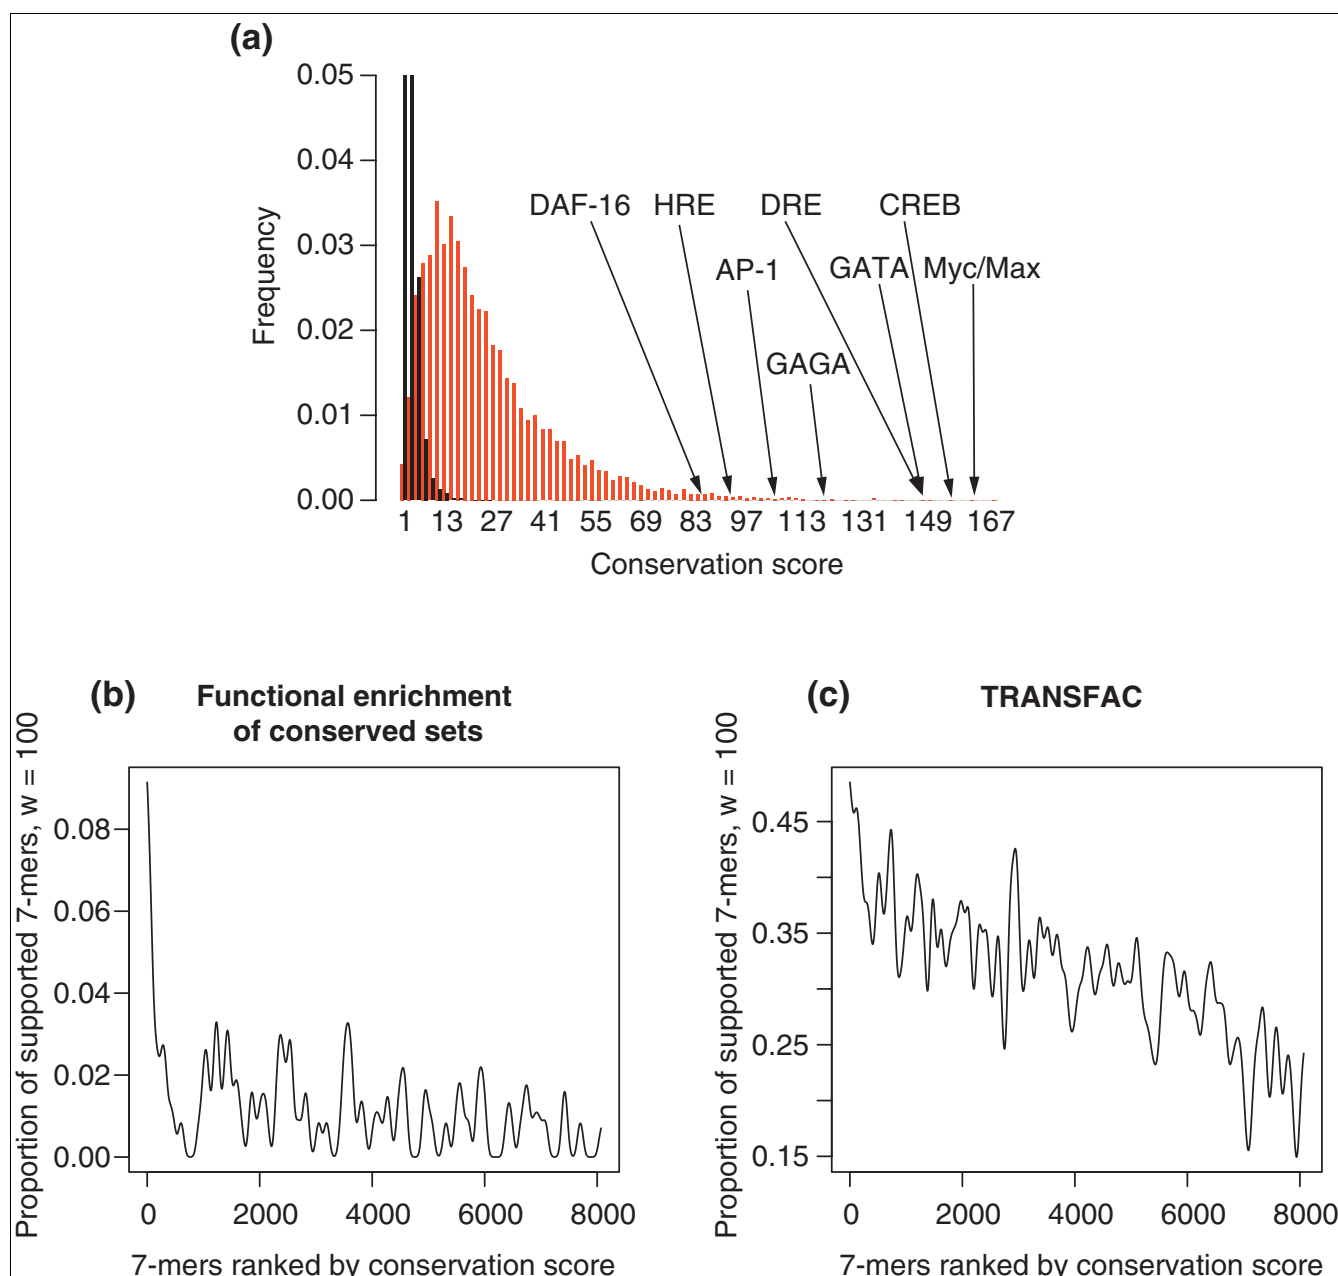 (a)
0.05
0.04
0.03
0.02
0.01
0.00
Frequency
DAF-16 HRE DRE CREB
AP-1 GATA Myc/Max
GAGA
1 13 27 41 55 69 83 97 113 131 149 167
Conservation score
(b) Functional enrichment
of conserved sets
Proportion of supported 7-mers, w = 100
0.08
0.06
0.04
0.02
0.00
0 2000 4000 6000 8000
7-mers ranked by conservation score
(c) TRANSFAC
Proportion of supported 7-mers, w = 100
0.45
0.35
0.25
0.15
0 2000 4000 6000 8000
7-mers ranked by conservation score